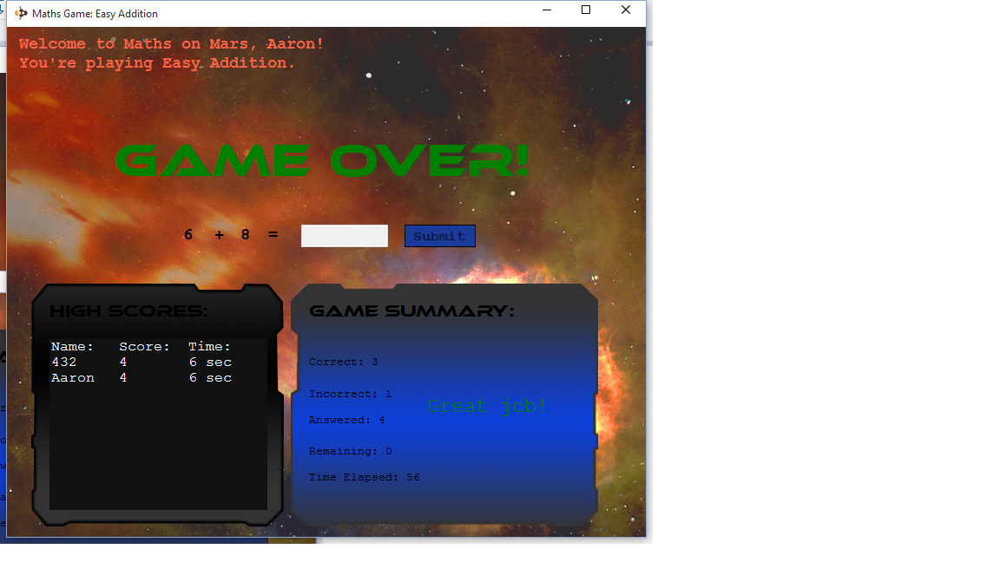 Maths Game: Easy Addition
Welcome to Maths on Mars, Aaron!
You're playing Easy Addition.
GAME OVER!
6 + 8 = Submit
HIGH SCORES:
Name: Score: Time:
432 4 6 sec
Aaron 4 6 sec
GAME SUMMARY:
Correct: 3
Incorrect: 1
Great job!
Answered: 4
Remaining: 0
Time Elapsed: 56